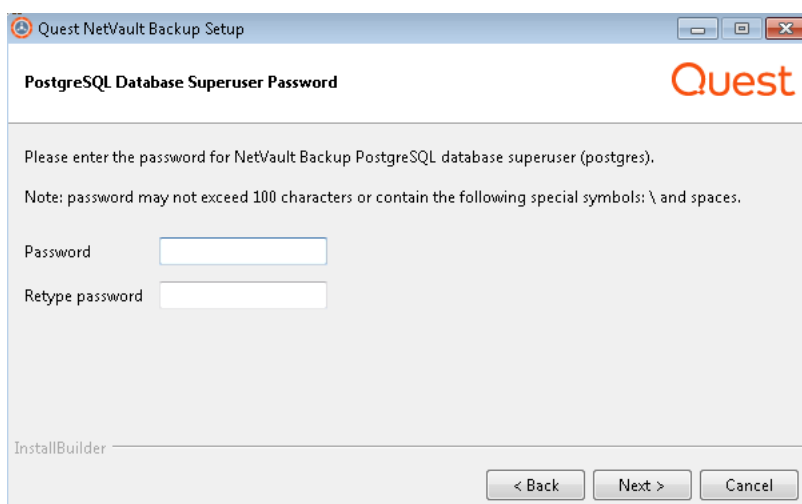 Quest NetVault Backup Setup
PostgreSQL Database Superuser Password
Quest
Please enter the password for NetVault Backup PostgreSQL database superuser (postgres).
Note: password may not exceed 100 characters or contain the following special symbols: \ and spaces.
Password
Retype password
InstallBuilder
< Back Next > Cancel